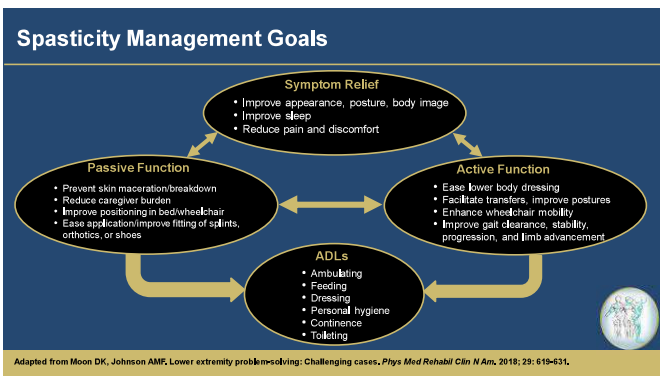 Spasticity Management Goals
Symptom Relief
• Improve appearance, posture, body image
• Improve sleep
• Reduce pain and discomfort
Passive Function
• Prevent skin maceration/breakdown
• Reduce caregiver burden
• Improve positioning in bed/wheelchair
• Ease application/improve fitting of splints,
orthotics, or shoes
Active Function
• Ease lower body dressing
• Facilitate transfers, improve postures
• Enhance wheelchair mobility
• Improve gait clearance, stability,
progression, and limb advancement
ADLs
• Ambulating
• Feeding
• Dressing
• Personal hygiene
• Continence
• Toileting
Adapted from Moon DK, Johnson AMF. Lower extremity problem-solving: Challenging cases. Phys Med Rehabil Clin N Am. 2018; 29: 619-631.